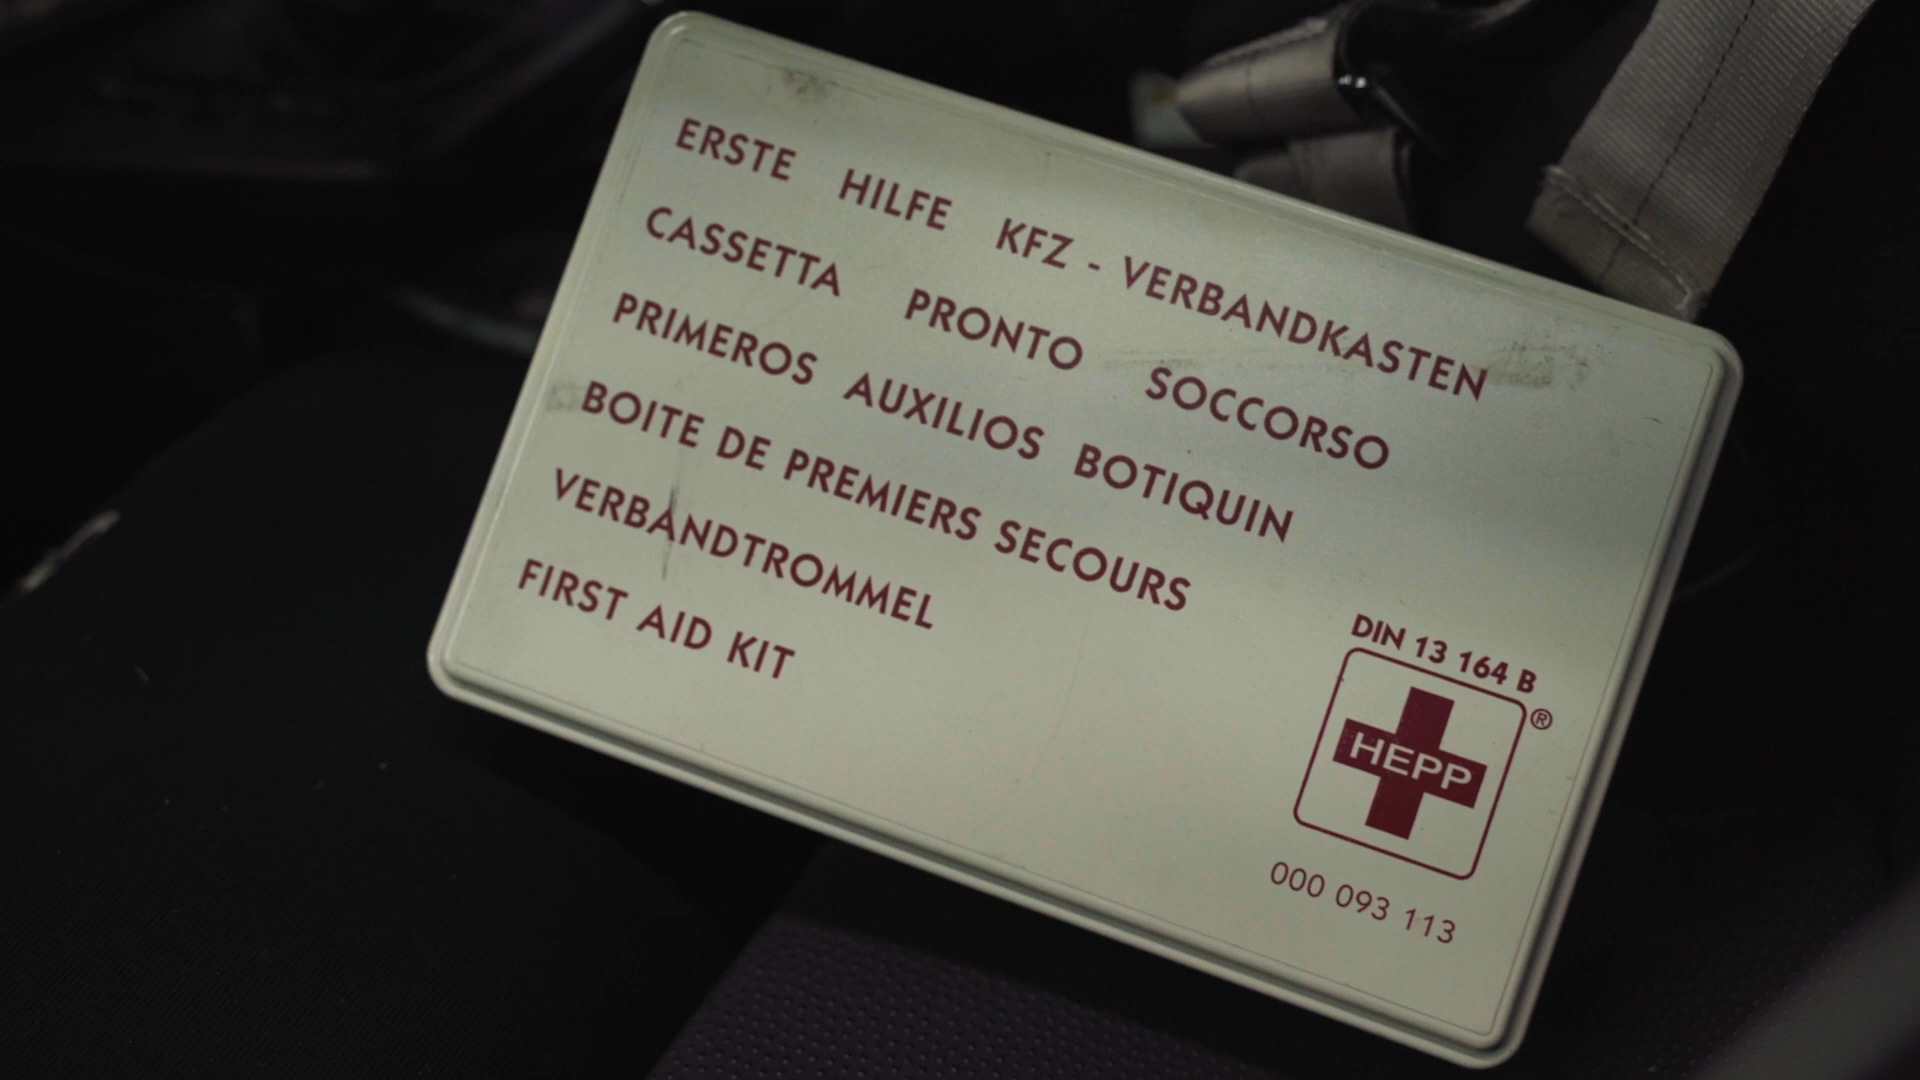 ERSTE HILFE KFZ - VERBANDKASTEN
CASSETTA PRONTO SOCCORSO
PRIMEROS AUXILIOS BOTIQUIN
BOITE DE PREMIERS SECOURS
VERBANDTROMMEL
FIRST AID KIT
DIN 13 164 B
HEPP ®
000 093 113